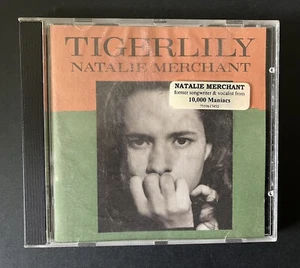 TIGERLILY
NATALIE MERCHANT
NATALIE MERCHANT
former songwriter & vocalist from
10,000 Maniacs